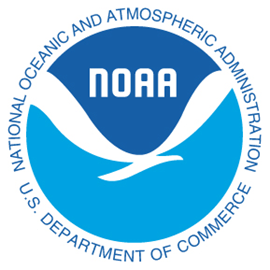 NATIONAL OCEANIC AND ATMOSPHERIC ADMINISTRATION
NOAA
U.S. DEPARTMENT OF COMMERCE